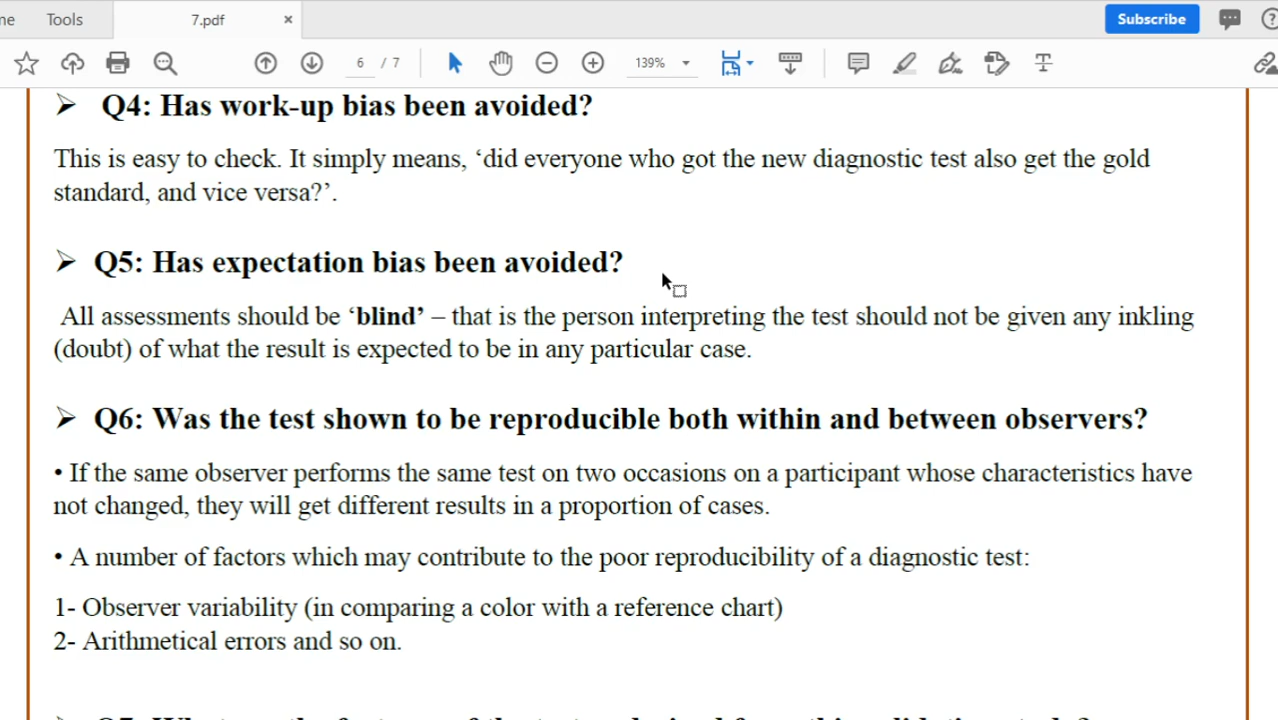 me Tools 7.pdf × Subscribe
6 / 7 139%
➤ Q4: Has work-up bias been avoided?
This is easy to check. It simply means, ‘did everyone who got the new diagnostic test also get the gold
standard, and vice versa?’.
➤ Q5: Has expectation bias been avoided?
All assessments should be ‘blind’ – that is the person interpreting the test should not be given any inkling
(doubt) of what the result is expected to be in any particular case.
➤ Q6: Was the test shown to be reproducible both within and between observers?
• If the same observer performs the same test on two occasions on a participant whose characteristics have
not changed, they will get different results in a proportion of cases.
• A number of factors which may contribute to the poor reproducibility of a diagnostic test:
1- Observer variability (in comparing a color with a reference chart)
2- Arithmetical errors and so on.